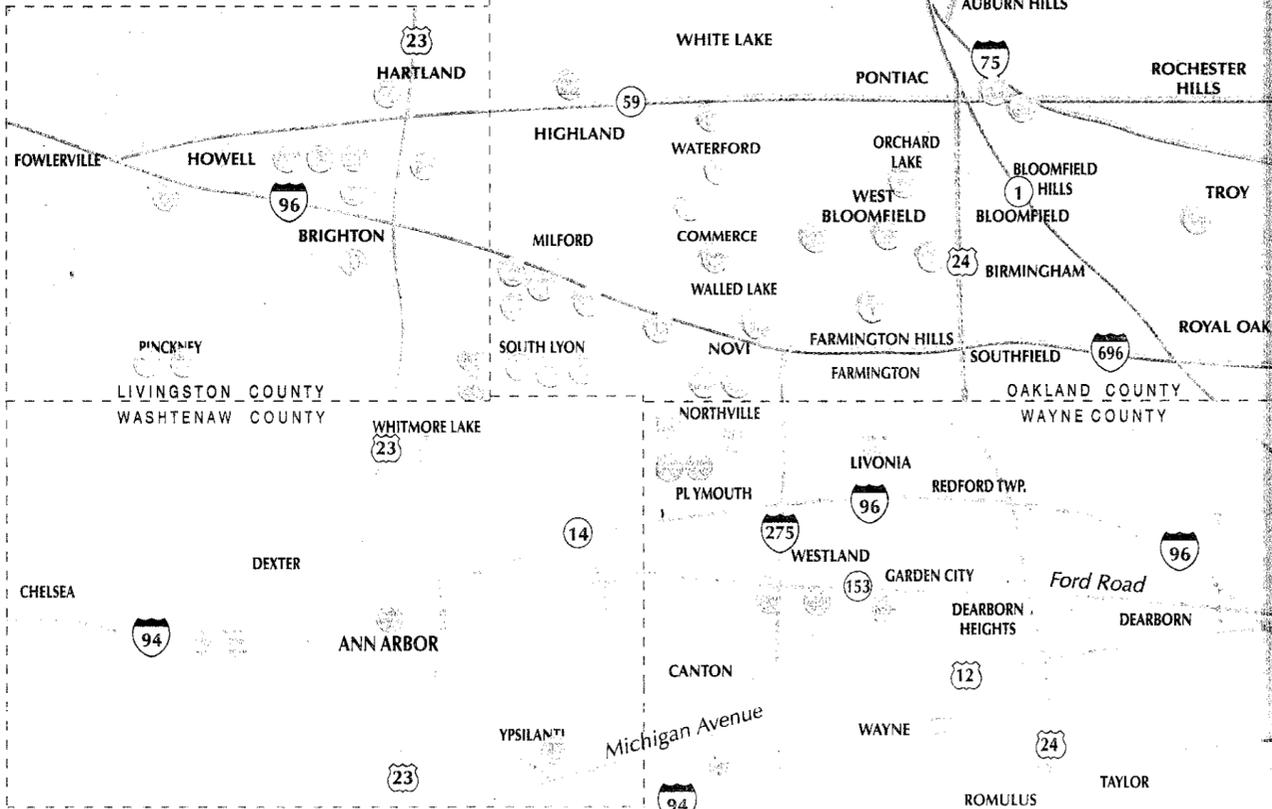 AUBURN HILLS
23
WHITE LAKE
75
HARTLAND
PONTIAC
ROCHESTER
HILLS
59
HIGHLAND
FOWLERVILLE
HOWELL
WATERFORD
ORCHARD
LAKE
BLOOMFIELD
HILLS
96
1
TROY
WEST
BLOOMFIELD
BLOOMFIELD
BRIGHTON
MILFORD
COMMERCE
24
BIRMINGHAM
WALLED LAKE
ROYAL OAK
PINCKNEY
SOUTH LYON
NOVI
FARMINGTON HILLS
SOUTHFIELD
696
FARMINGTON
LIVINGSTON COUNTY
OAKLAND COUNTY
WASHTENAW COUNTY
WAYNE COUNTY
NORTHVILLE
WHITMORE LAKE
23
LIVONIA
PLYMOUTH
REDFORD TWP.
96
14
275
96
WESTLAND
DEXTER
153
GARDEN CITY
Ford Road
CHELSEA
DEARBORN
HEIGHTS
DEARBORN
94
ANN ARBOR
CANTON
12
Michigan Avenue
YPSILANTI
WAYNE
24
23
TAYLOR
94
ROMULUS